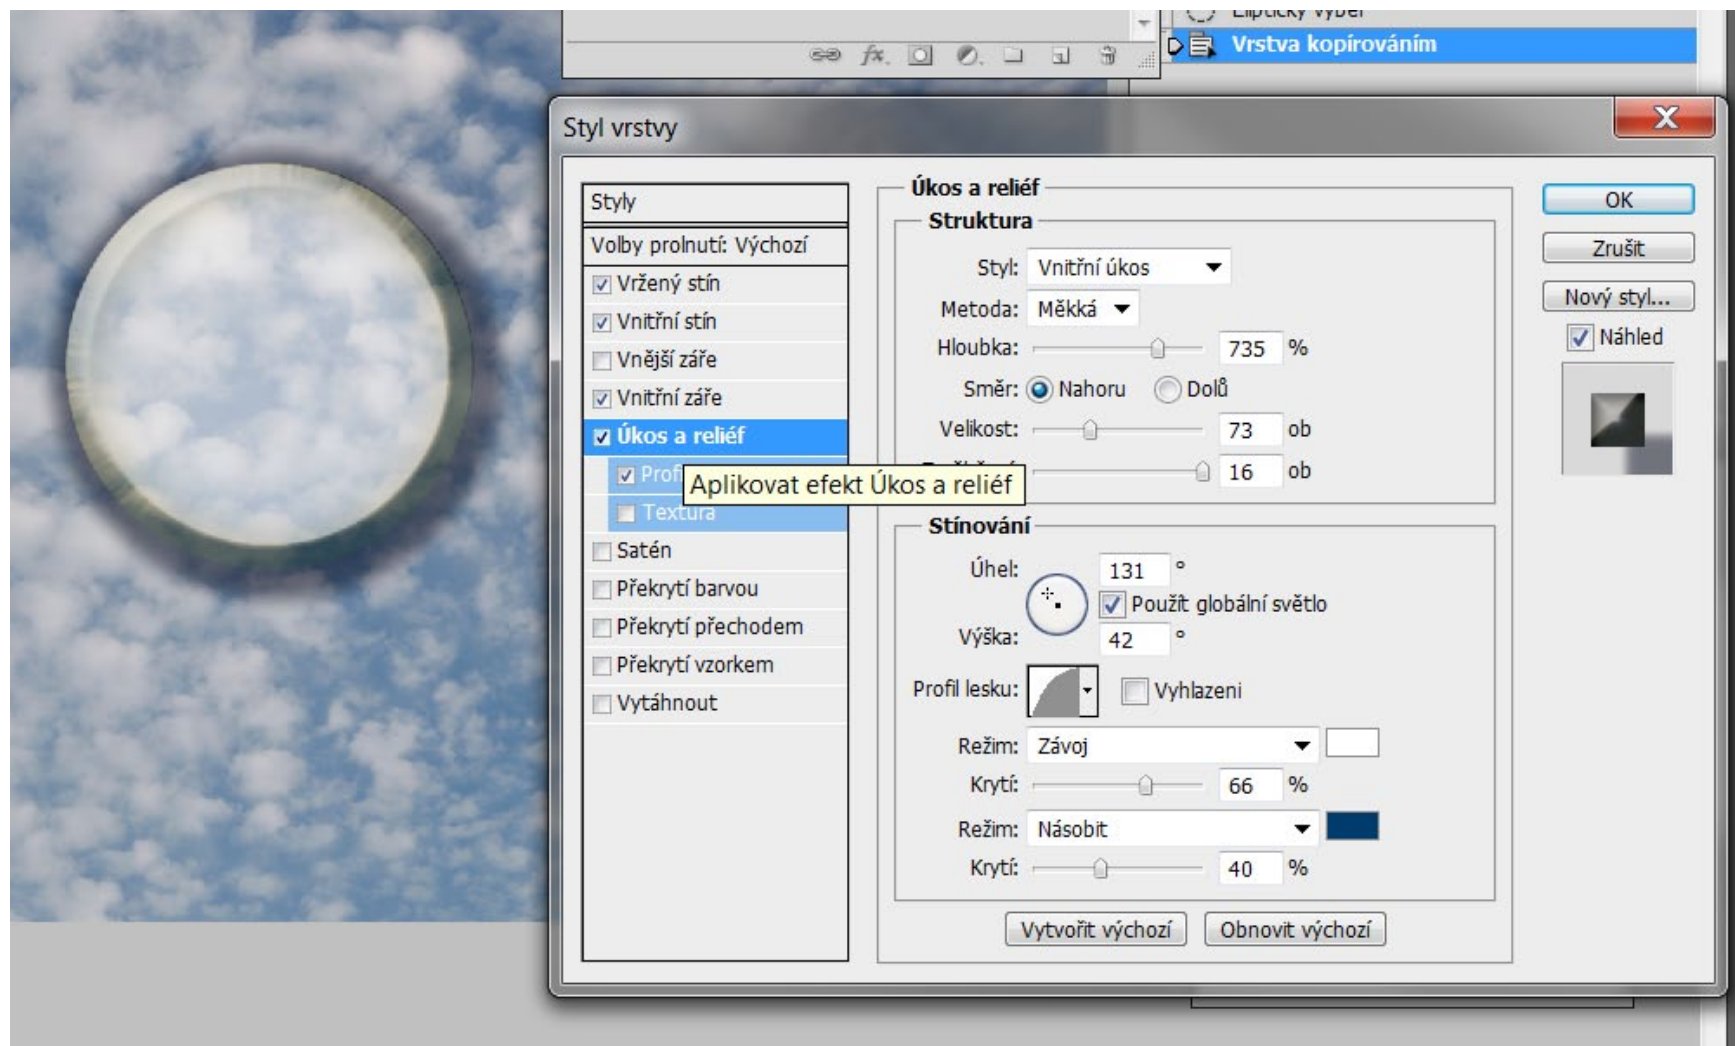 Eliptický výběr
Vrstva kopírováním
fx.
Styl vrstvy
Styly
Volby prolnutí: Výchozí
Vržený stín
Vnitřní stín
Vnější záře
Vnitřní záře
Úkos a reliéf
Textura
Satén
Překrytí barvou
Překrytí přechodem
Překrytí vzorkem
Vytáhnout
Aplikovat efekt Úkos a reliéf
Úkos a reliéf
Struktura
Styl: Vnitřní úkos
Metoda: Měkká
Hloubka: 735 %
Směr: Nahoru Dolů
Velikost: 73 ob
16 ob
Stínování
Úhel: 131 °
Použít globální světlo
Výška: 42 °
Profil lesku: Vyhlazeni
Režim: Závoj
Krytí: 66 %
Režim: Násobit
Krytí: 40 %
Vytvořit výchozí Obnovit výchozí
OK
Zrušit
Nový styl...
Náhled